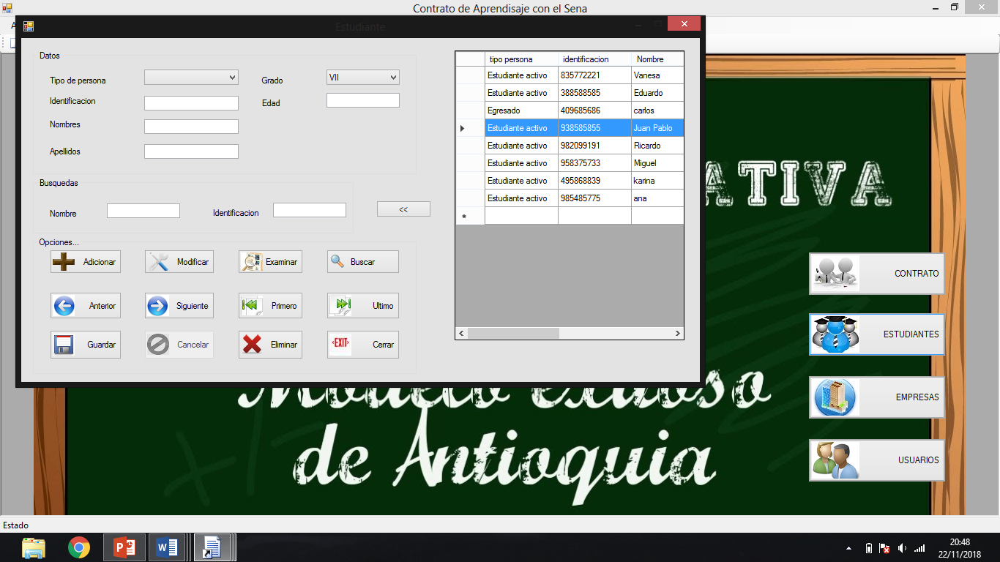 Contrato de Aprendisaje con el Sena
Estudiante
Datos
Tipo de persona
Grado
VII
Identificacion
Edad
Nombres
Apellidos
Busquedas
Nombre
Identificacion
<<
Opciones...
Adicionar
Modificar
Examinar
Buscar
Anterior
Siguiente
Primero
Ultimo
Guardar
Cancelar
Eliminar
EXIT
Cerrar
tipo persona identificacion Nombre
Estudiante activo 835772221 Vanesa
Estudiante activo 388588585 Eduardo
Egresado 409685686 carlos
Estudiante activo 938585855 Juan Pablo
Estudiante activo 982099191 Ricardo
Estudiante activo 958375733 Miguel
Estudiante activo 495868839 karina
Estudiante activo 985485775 ana
*
ATIVA
CONTRATO
ESTUDIANTES
EMPRESAS
USUARIOS
de Antioquia
Estado
20:48
22/11/2018